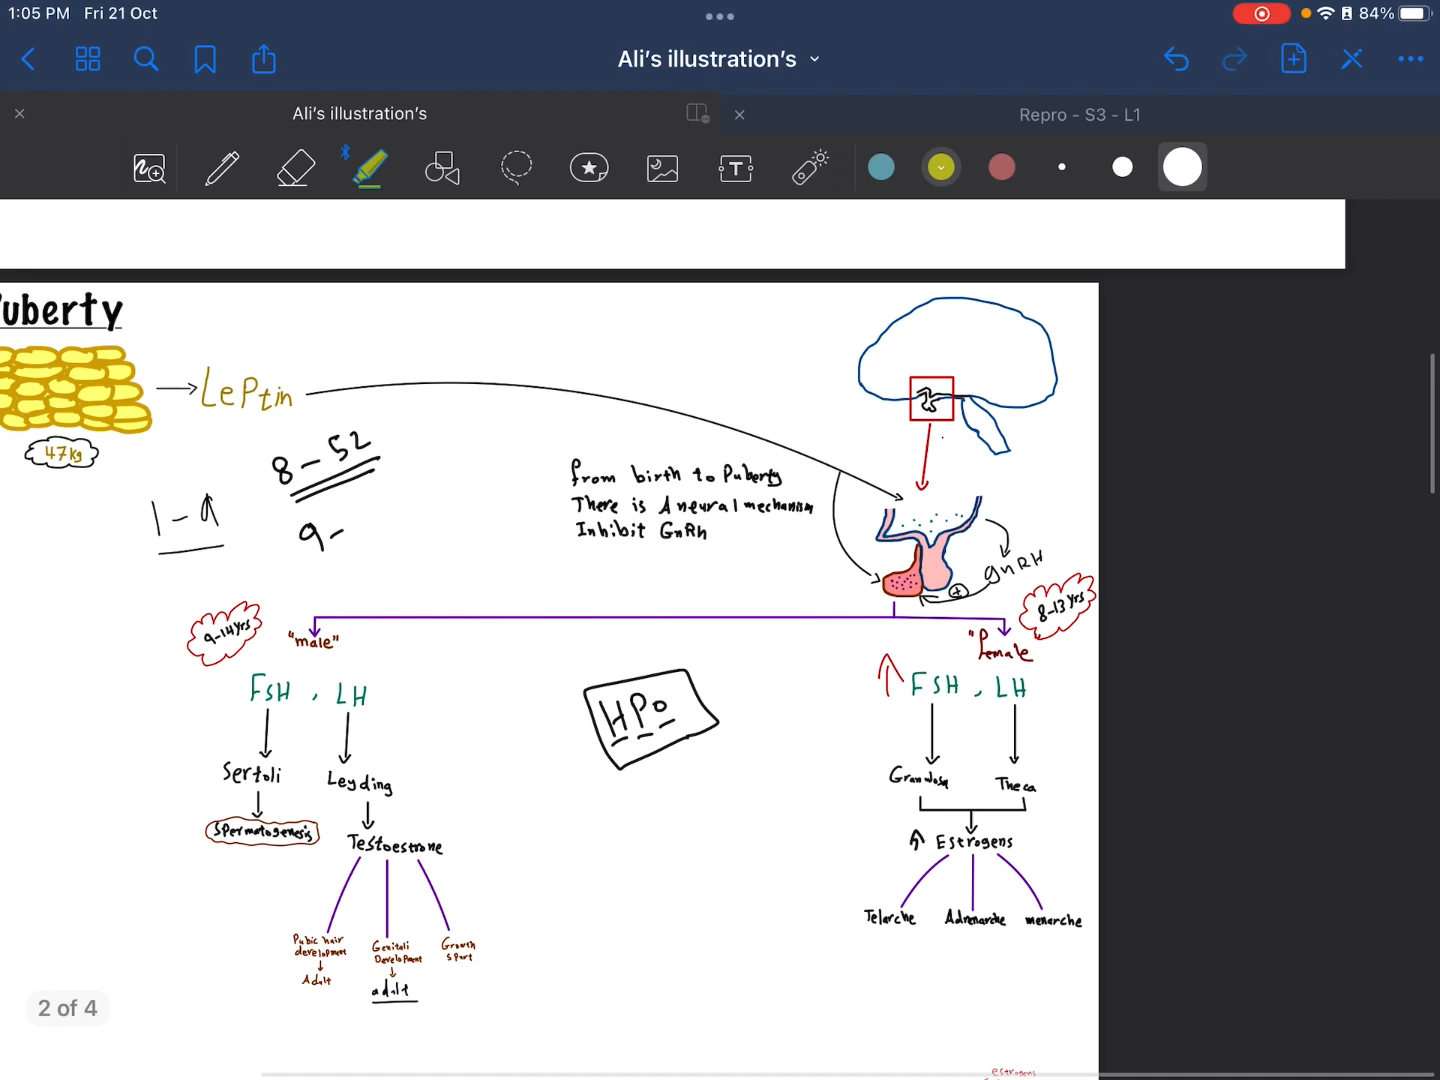 1:05 PM Fri 21 Oct
84%
Ali's illustration's
Ali's illustration's
Repro - S3 - L1
uberty
LePtin
47kg
8-52
1-9
9-
from birth to Puberty
There is A neural mechanism
Inhibit GnRh
gnRH
+
9-14yrs
"male"
8-13yrs
"Female
FSH , LH
FSH , LH
HPo
Sertoli
Leyding
Granulosa
Theca
Spermatogenesis
Testoestrone
Estrogens
Telarche
Adrenarche
menarche
Pubic hair
development
Adult
Genitali
Development
adult
Growth
spurt
2 of 4
estrogens